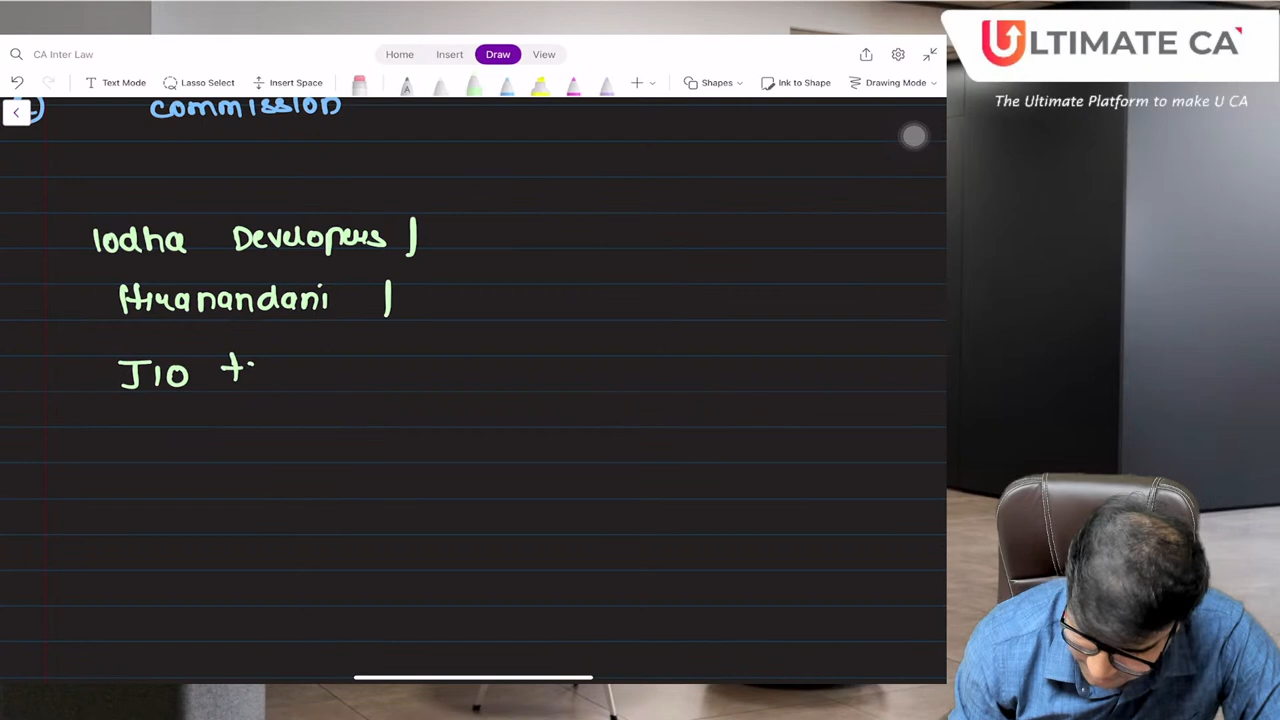 CA Inter Law
Home Insert Draw View
Text Mode Lasso Select Insert Space Shapes Ink to Shape Drawing Mode
ULTIMATE CA
The Ultimate Platform to make U CA
commission
lodha Developers |
Hiranandani |
JIO